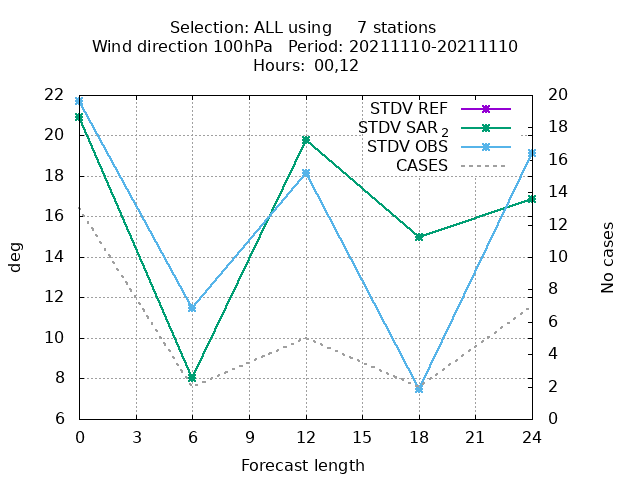 Selection: ALL using     7 stations
Wind direction 100hPa   Period: 20211110-20211110
Hours:  00,12
22 20
20 18
18 16
16 14
14 12
12 10
10 8
8 6
6 4
2
0
deg
No cases
STDV REF
STDV SAR 2
STDV OBS
CASES
0 3 6 9 12 15 18 21 24
Forecast length